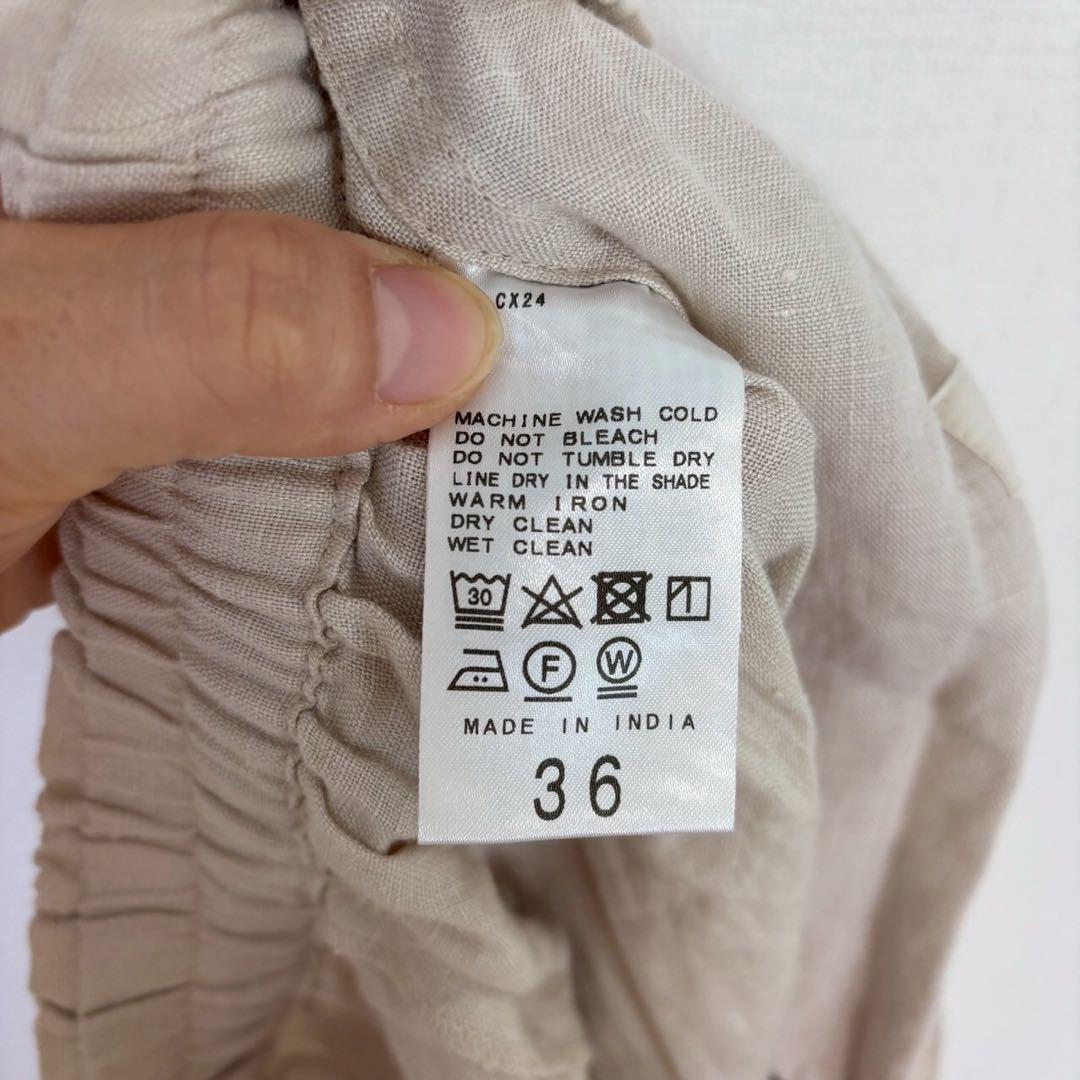 CX24
MACHINE WASH COLD
DO NOT BLEACH
DO NOT TUMBLE DRY
LINE DRY IN THE SHADE
WARM IRON
DRY CLEAN
WET CLEAN
30
F W
MADE IN INDIA
36